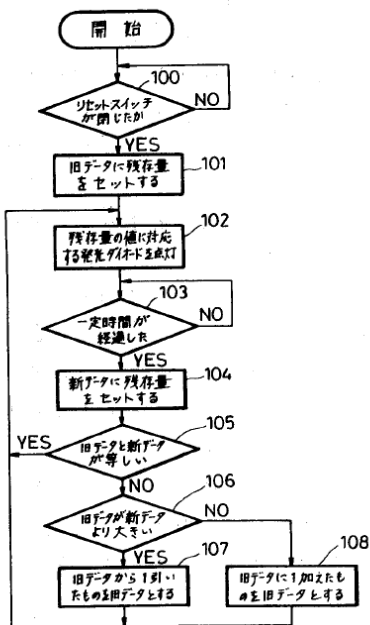 開始
100
リセットスイッチ
が閉じたか
NO
YES
旧データに残存量
をセットする
101
102
残存量の値に対応
する発光ダイオードを点灯
103
一定時間が
経過した
NO
YES
新データに残存量
をセットする
104
105
旧データと新データ
が等しい
YES
NO
106
旧データが新データ
より大きい
NO
YES
107
旧データから1引い
たものを旧データとする
108
旧データに1加えたも
のを旧データとする